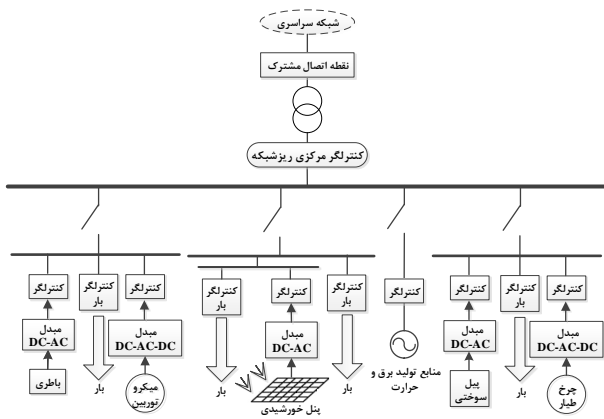 شبکه سراسری
نقطه اتصال مشترک
کنترلگر مرکزی ریزشبکه
کنترلگر
کنترلگر
بار
کنترلگر
کنترلگر
بار
کنترلگر
کنترلگر
بار
کنترلگر
کنترلگر
کنترلگر
بار
کنترلگر
مبدل
DC-AC
مبدل
DC-AC-DC
مبدل
DC-AC
مبدل
DC-AC
مبدل
DC-AC-DC
باطری
بار
میکرو
توربین
بار
پنل خورشیدی
بار
منابع تولید برق و
حرارت
پیل
سوختی
بار
چرخ
طیار